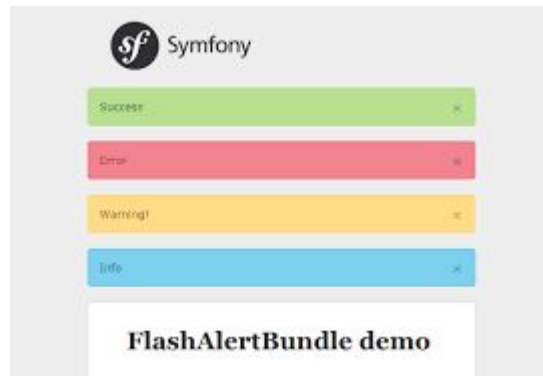 sf Symfony
Success ×
Error ×
Warning! ×
Info ×
FlashAlertBundle demo